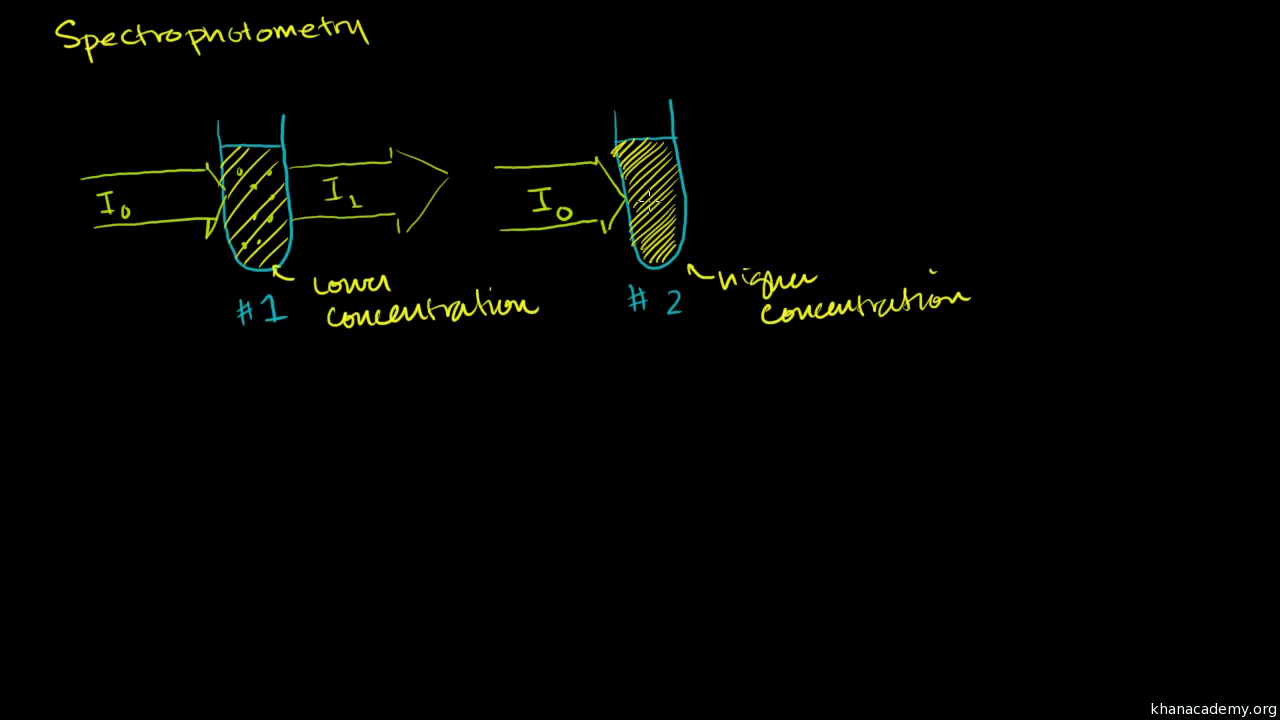 Spectrophotometry
I₀
I₁
I₀
Lower
concentration
higher
concentration
#1
#2
khanacademy.org